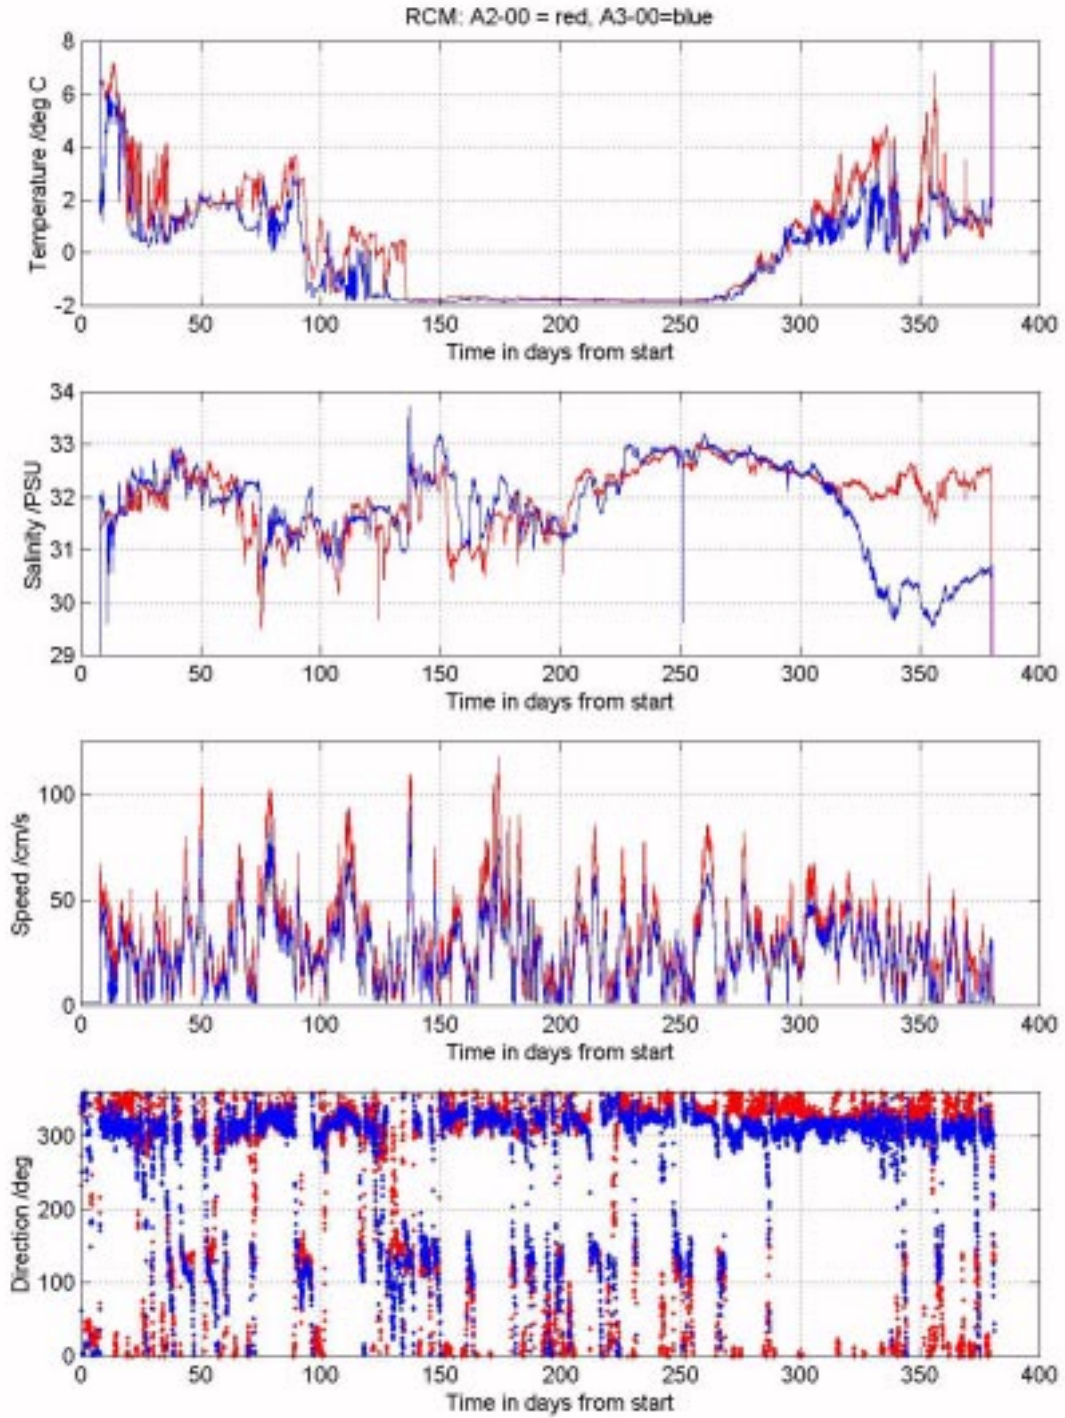 RCM: A2-00 = red, A3-00=blue
8
6
4
2
0
-2
Temperature /deg C
0 50 100 150 200 250 300 350 400
Time in days from start
34
33
32
31
30
29
Salinity /PSU
0 50 100 150 200 250 300 350 400
Time in days from start
100
50
0
Speed /cm/s
0 50 100 150 200 250 300 350 400
Time in days from start
300
200
100
0
Direction /deg
0 50 100 150 200 250 300 350 400
Time in days from start